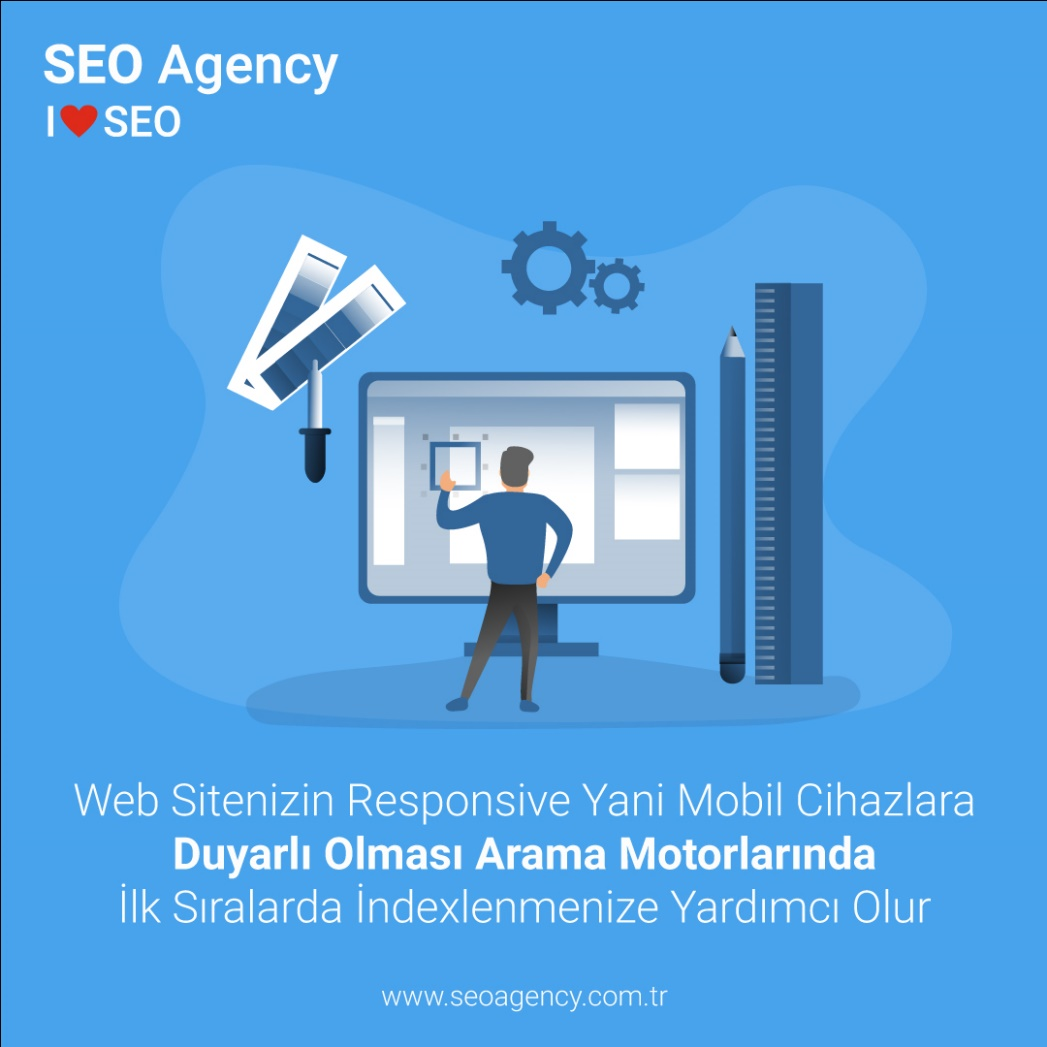 SEO Agency
I❤SEO
Web Sitenizin Responsive Yani Mobil Cihazlara
Duyarlı Olması Arama Motorlarında
İlk Sıralarda İndexlenmenize Yardımcı Olur
www.seoagency.com.tr